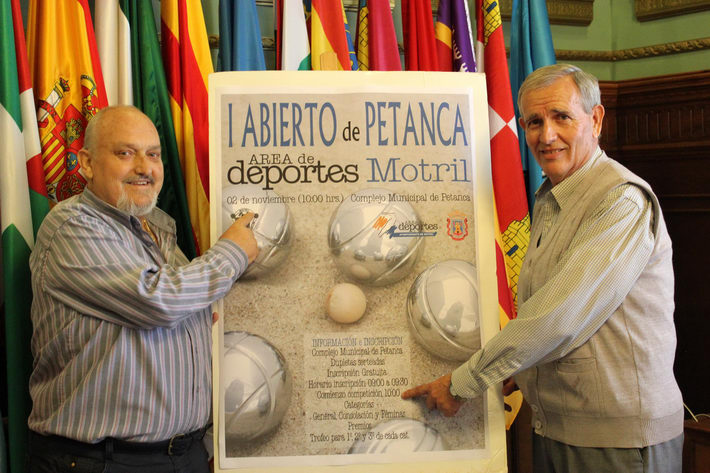 I ABIERTO de PETANCA
AREA de
deportes Motril
02 de noviembre (10:00 hrs) Complejo Municipal de Petanca
deportes
INFORMACIÓN e INSCRIPCIÓN
Complejo Municipal de Petanca
Dupletas sorteadas
Inscripción Gratuita
Horario inscripción 09:00 a 09:30
Comienzo competición, 10:00
Categorías
General, Consolación y Féminas
Premios
Trofeo para 1º, 2º y 3º de cada cat.